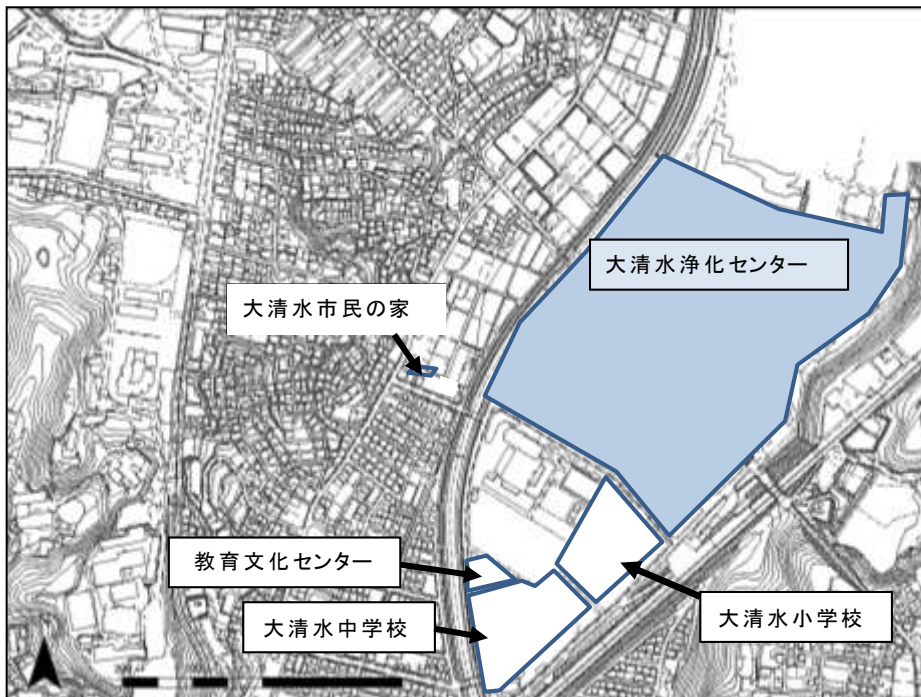 大清水浄化センター
大清水市民の家
教育文化センター
大清水小学校
大清水中学校